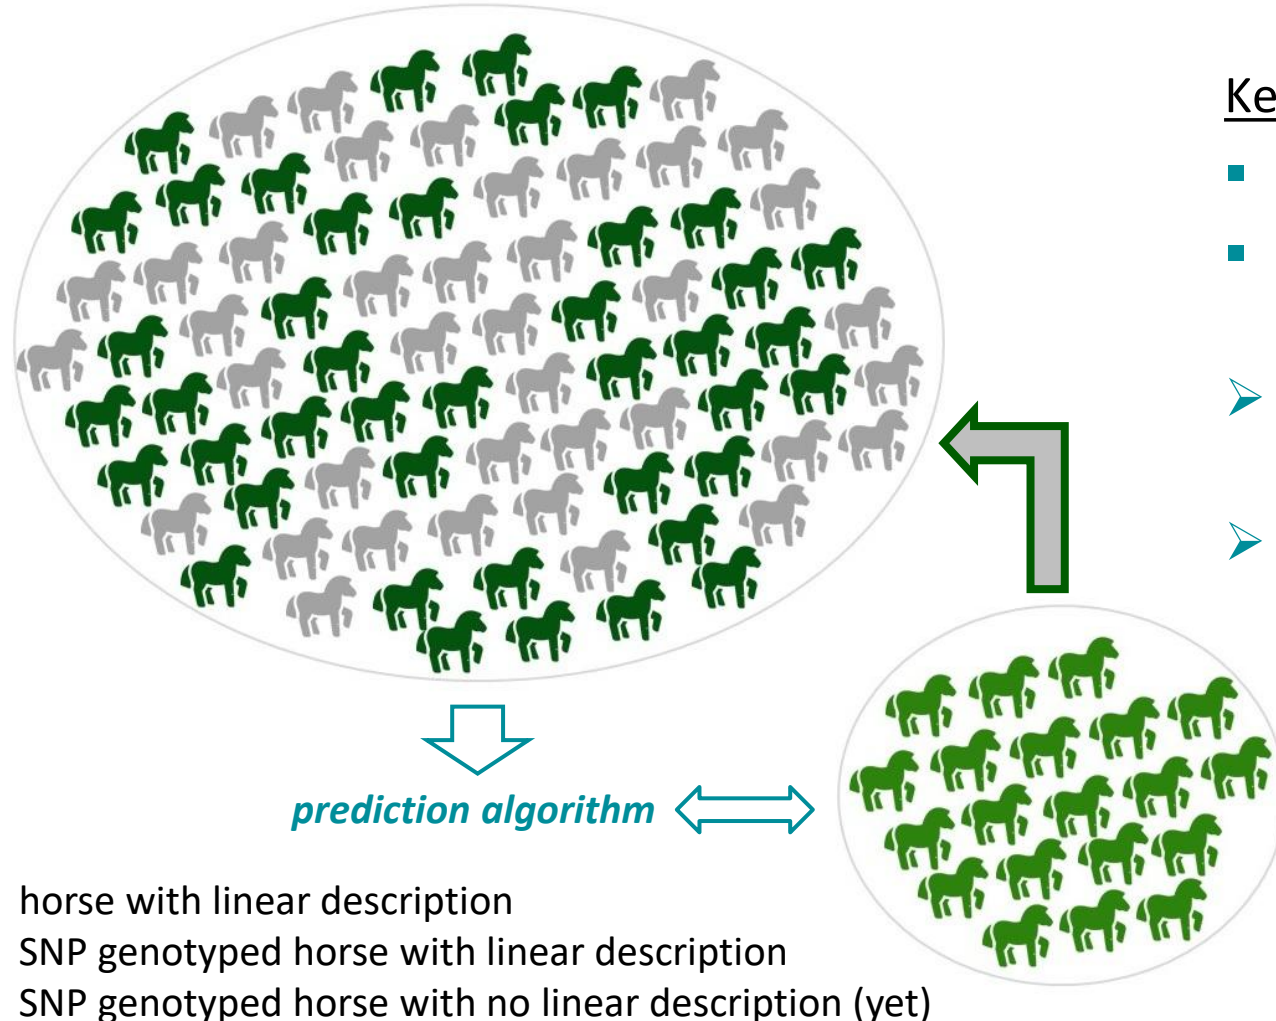 Ke
prediction algorithm
horse with linear description
SNP genotyped horse with linear description
SNP genotyped horse with no linear description (yet)